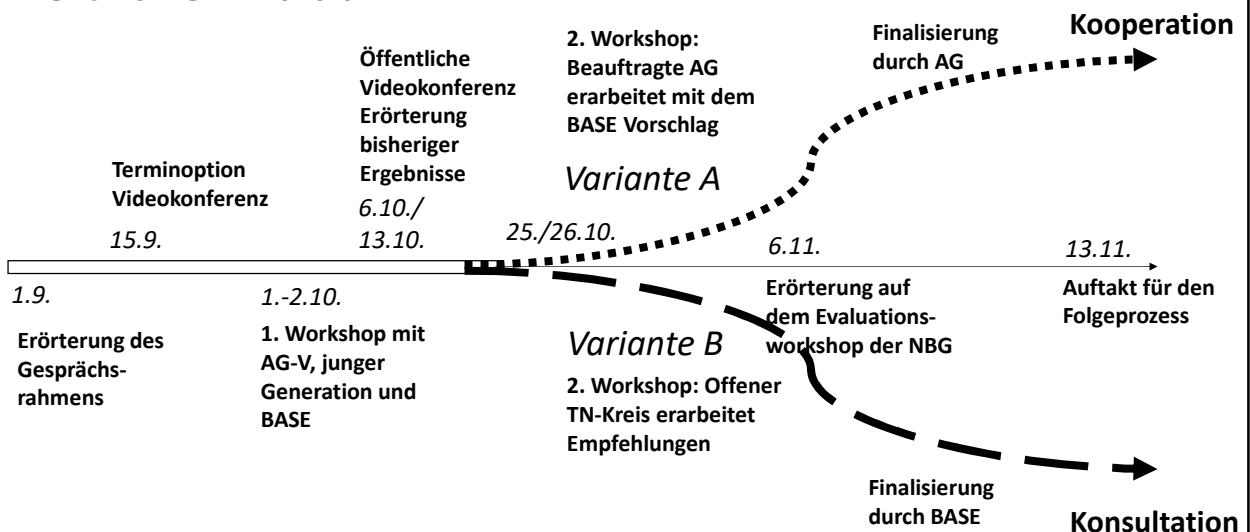 Kooperation
Finalisierung
durch AG
2. Workshop:
Beauftragte AG
erarbeitet mit dem
BASE Vorschlag
Öffentliche
Videokonferenz
Erörterung
bisheriger
Ergebnisse
6.10./
13.10.
Terminoption
Videokonferenz
15.9.
Variante A
25./26.10.
6.11.
13.11.
1.9.
Erörterung des
Gesprächs-
rahmens
1.-2.10.
1. Workshop mit
AG-V, junger
Generation und
BASE
Variante B
2. Workshop: Offener
TN-Kreis erarbeitet
Empfehlungen
Erörterung auf
dem Evaluations-
workshop der NBG
Auftakt für den
Folgeprozess
Finalisierung
durch BASE
Konsultation